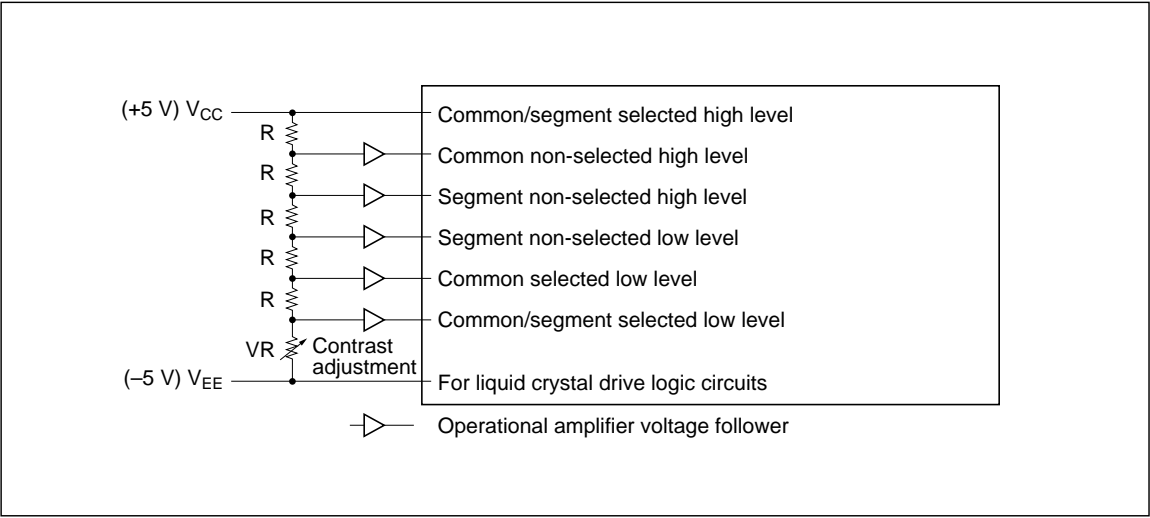 (+5 V) VCC
Common/segment selected high level
R
Common non-selected high level
R
Segment non-selected high level
R
Segment non-selected low level
R
Common selected low level
R
Common/segment selected low level
VR
Contrast
adjustment
(–5 V) VEE
For liquid crystal drive logic circuits
Operational amplifier voltage follower